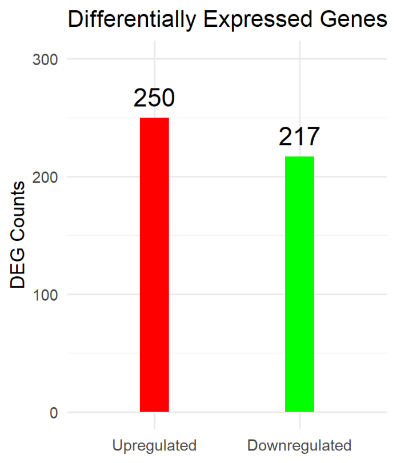 Differentially Expressed Genes
300
250
217
200
DEG Counts
100
0
Upregulated Downregulated